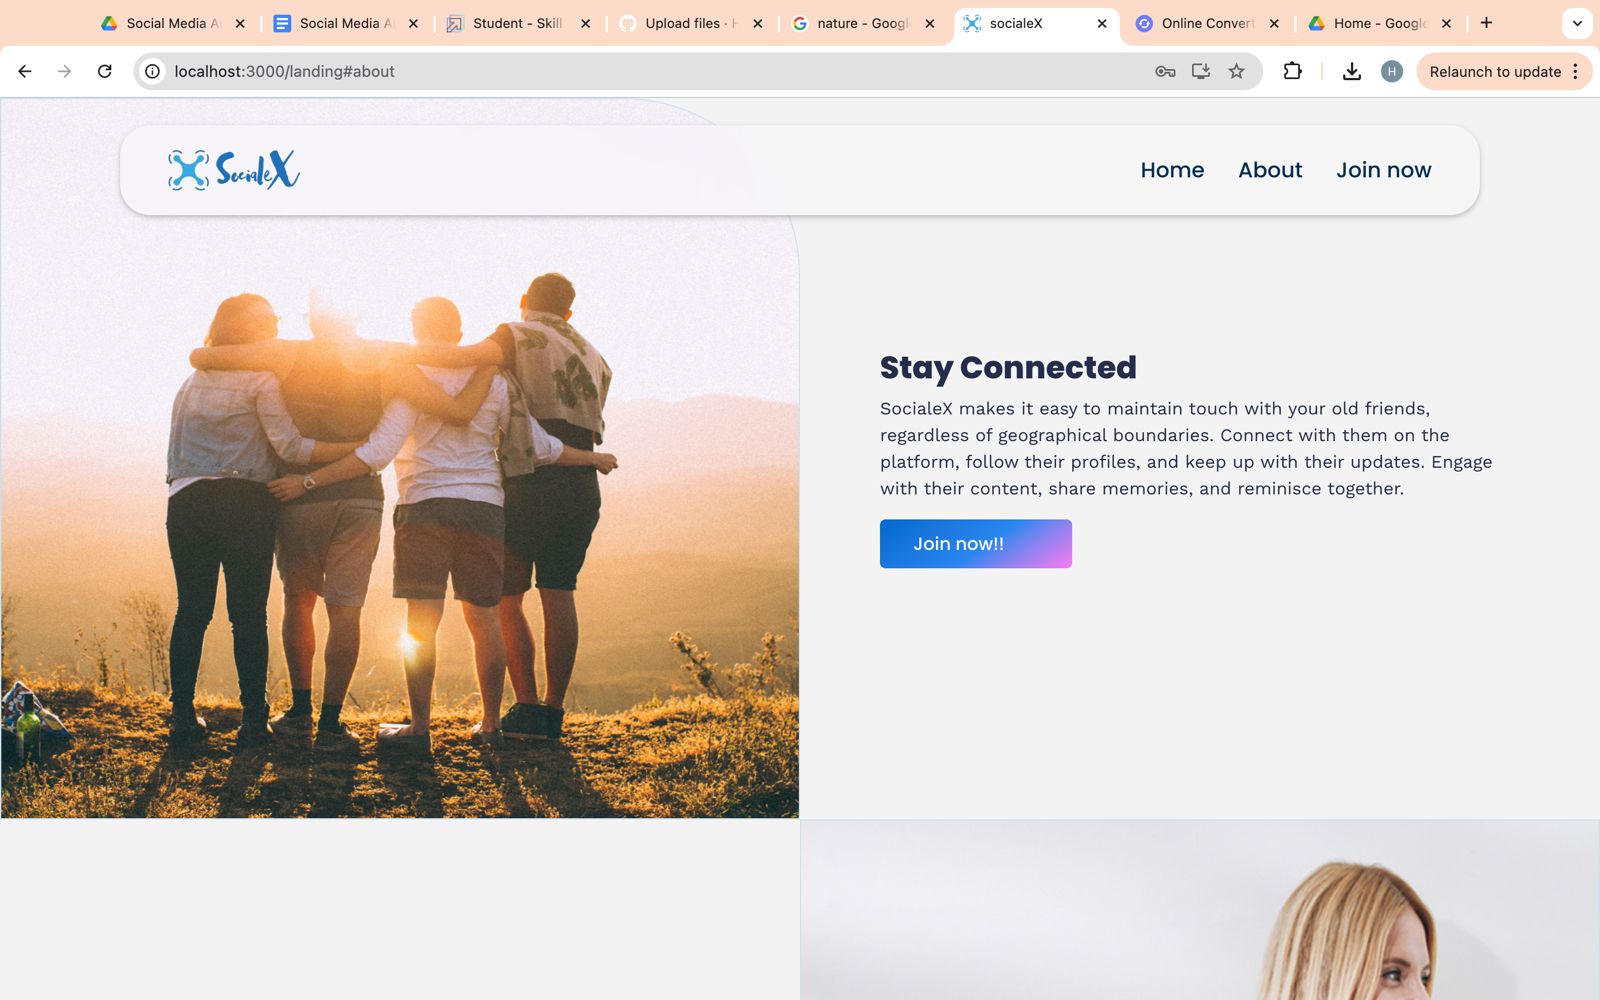 Social Media A
Social Media A
Student - Skill
Upload files ·
nature - Google
socialeX
Online Convert
Home - Google
localhost:3000/landing#about
H
Relaunch to update
SocialeX
Home
About
Join now
Stay Connected
SocialeX makes it easy to maintain touch with your old friends,
regardless of geographical boundaries. Connect with them on the
platform, follow their profiles, and keep up with their updates. Engage
with their content, share memories, and reminisce together.
Join now!!